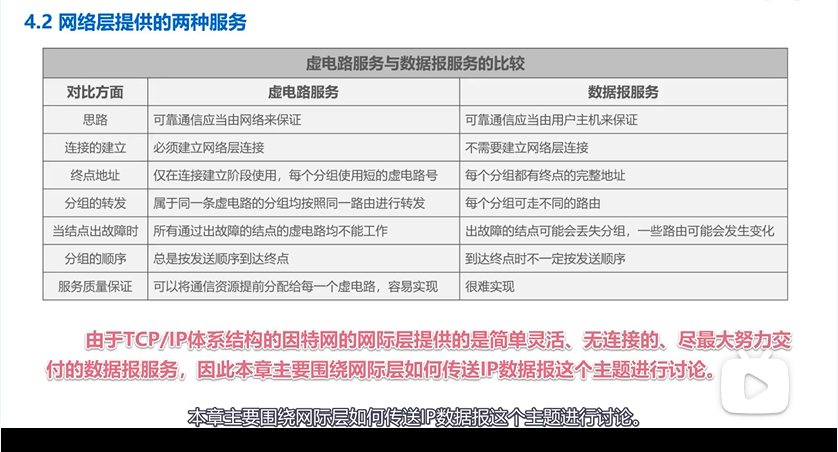 4.2 网络层提供的两种服务
虚电路服务与数据报服务的比较
对比方面 虚电路服务 数据报服务
思路 可靠通信应当由网络来保证 可靠通信应当由用户主机来保证
连接的建立 必须建立网络层连接 不需要建立网络层连接
终点地址 仅在连接建立阶段使用，每个分组使用短的虚电路号 每个分组都有终点的完整地址
分组的转发 属于同一条虚电路的分组均按照同一路由进行转发 每个分组可走不同的路由
当结点出故障时 所有通过出故障的结点的虚电路均不能工作 出故障的结点可能会丢失分组，一些路由可能会发生变化
分组的顺序 总是按发送顺序到达终点 到达终点时不一定按发送顺序
服务质量保证 可以将通信资源提前分配给每一个虚电路，容易实现 很难实现
由于TCP/IP体系结构的因特网的网际层提供的是简单灵活、无连接的、尽最大努力交
付的数据报服务，因此本章主要围绕网际层如何传送IP数据报这个主题进行讨论。
本章主要围绕网际层如何传送IP数据报这个主题进行讨论。